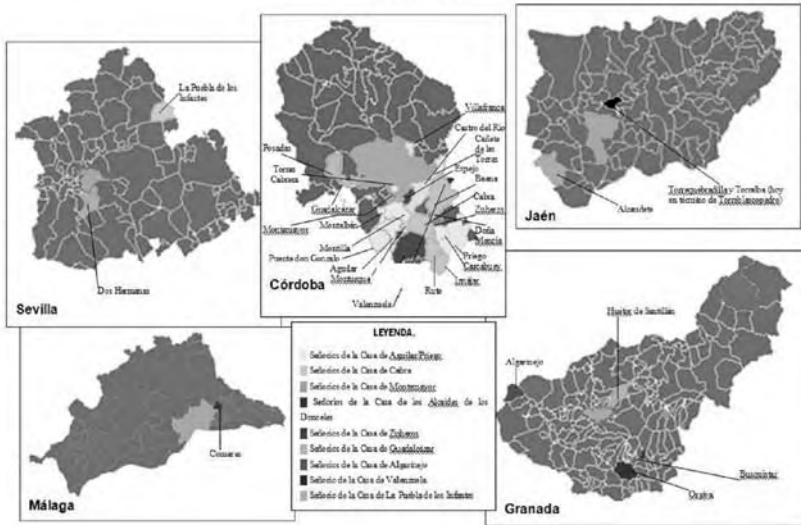 La Puebla de los
Infantes
Dos Hermanas
Sevilla
Villafranca
Castro del Río
Cañete
de las
Torres
Espejo
Baena
Cabra
Zuheros
Doña
Mencía
Priego
Carcabuey
Iznájar
Rute
Valenzuela
Posadas
Torres
Cabrera
Guadalcázar
Montemayor
Montalbán
Montilla
Puente don Gonzalo
Aguilar
Monturque
Córdoba
Torrequebradilla y Torralba (hoy
en término de Torreblascopedro)
Alcaudete
Jaén
Comares
Málaga
LEYENDA.
Señoríos de la Casa de Aguilar Priego
Señoríos de la Casa de Cabra
Señoríos de la Casa de Montemayor
Señoríos de la Casa de los Alcaides de los
Donceles
Señoríos de la Casa de Zuheros
Señoríos de la Casa de Guadalcázar
Señoríos de la Casa de Algarinejo
Señorío de la Casa de Valenzuela
Señorío de la Casa de La Puebla de los Infantes
Huetor de Santillán
Algarinejo
Busquístar
Órgiva
Granada